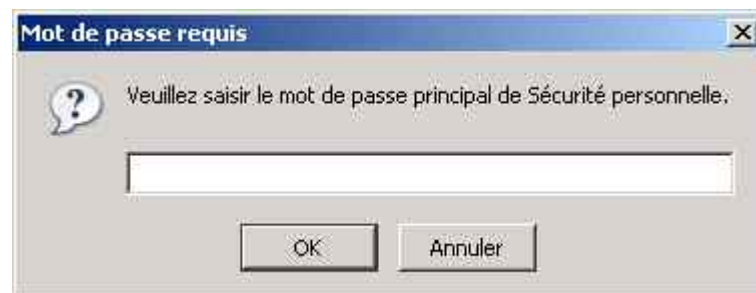 Mot de passe requis
Veuillez saisir le mot de passe principal de Sécurité personnelle.
OK
Annuler